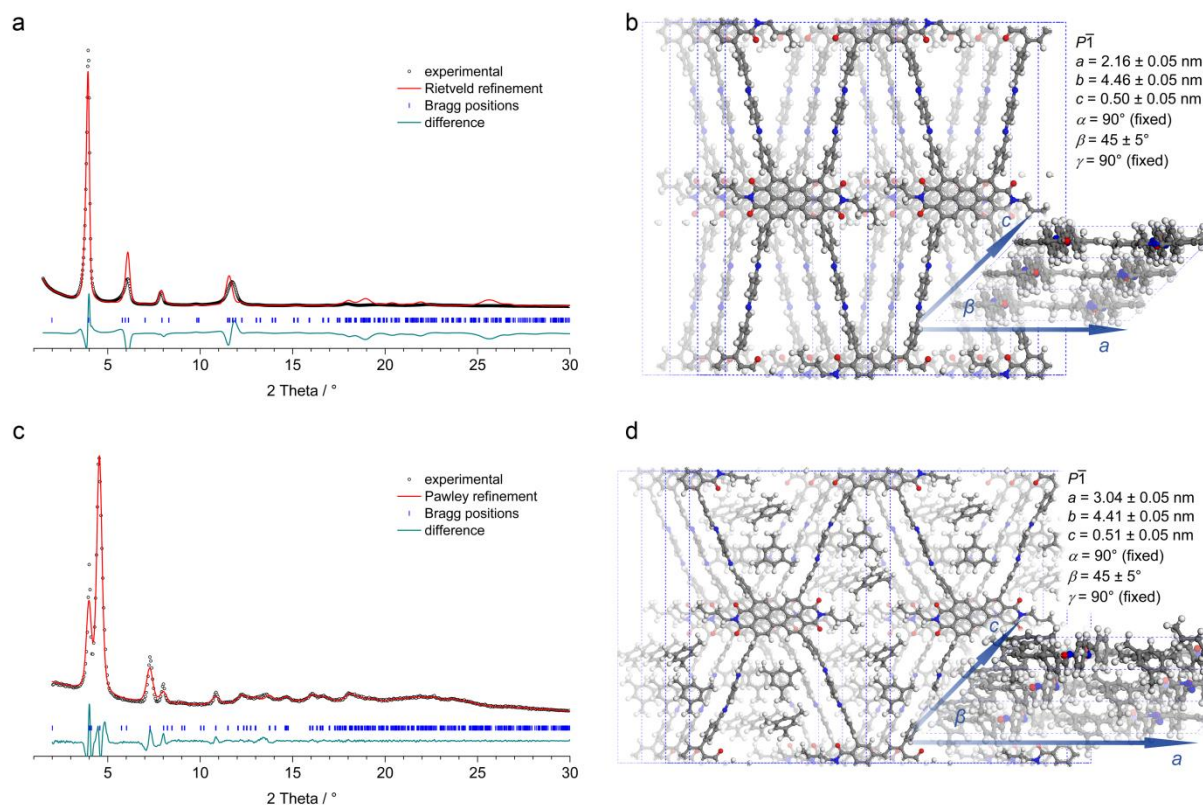 a
experimental
Rietveld refinement
Bragg positions
difference
5 10 15 20 25 30
2 Theta / °
b
P1̅
a = 2.16 ± 0.05 nm
b = 4.46 ± 0.05 nm
c = 0.50 ± 0.05 nm
α = 90° (fixed)
β = 45 ± 5°
γ = 90° (fixed)
c
β
a
c
experimental
Pawley refinement
Bragg positions
difference
5 10 15 20 25 30
2 Theta / °
d
P1̅
a = 3.04 ± 0.05 nm
b = 4.41 ± 0.05 nm
c = 0.51 ± 0.05 nm
α = 90° (fixed)
β = 45 ± 5°
γ = 90° (fixed)
c
β
a